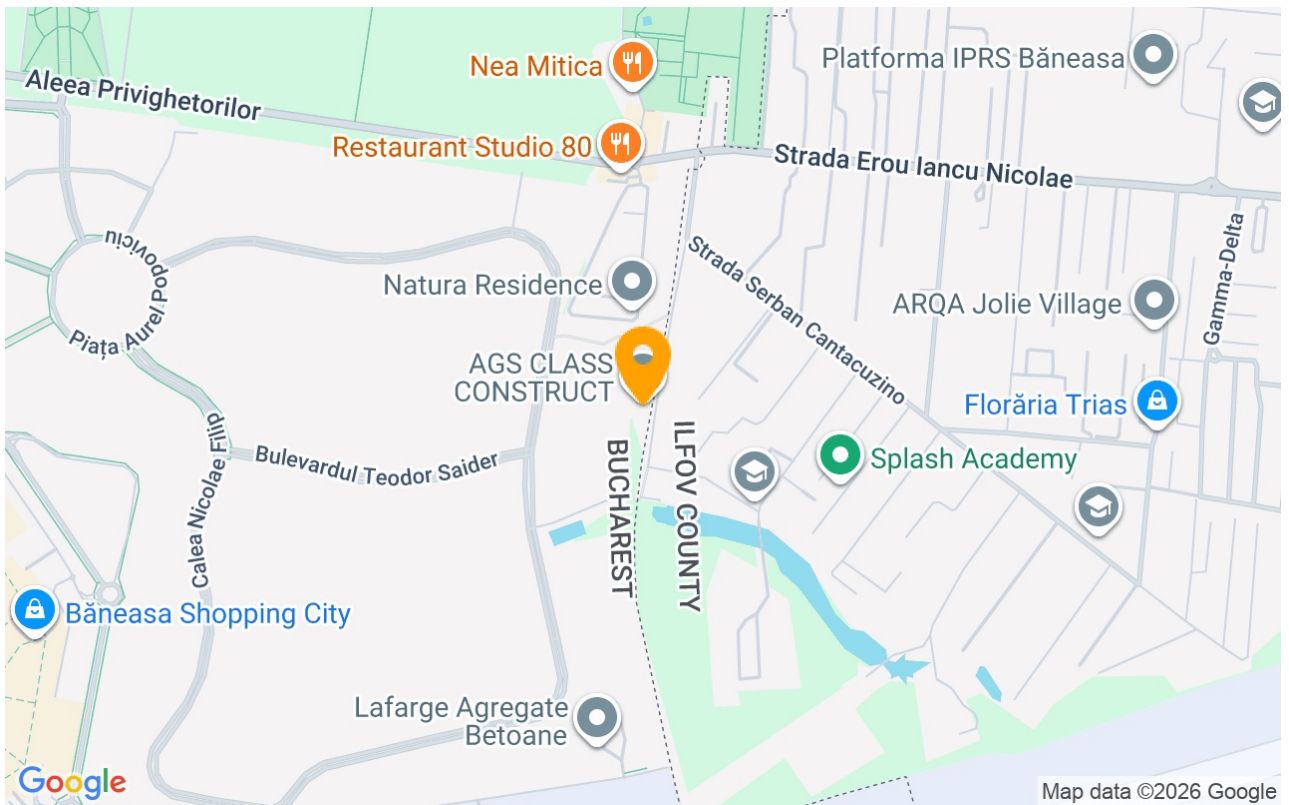 Nea Mitica
Platforma IPRS Băneasa
Aleea Privighetorilor
Restaurant Studio 80
Strada Erou Iancu Nicolae
Piața Aurel Popoviciu
Natura Residence
Strada Serban Cantacuzino
ARQA Jolie Village
Gamma-Delta
AGS CLASS
CONSTRUCT
Florăria Trias
Calea Nicolae Filip
Bulevardul Teodor Saider
BUCHAREST
ILFOV COUNTY
Splash Academy
Băneasa Shopping City
Lafarge Agregate
Betoane
Google
Map data ©2026 Google